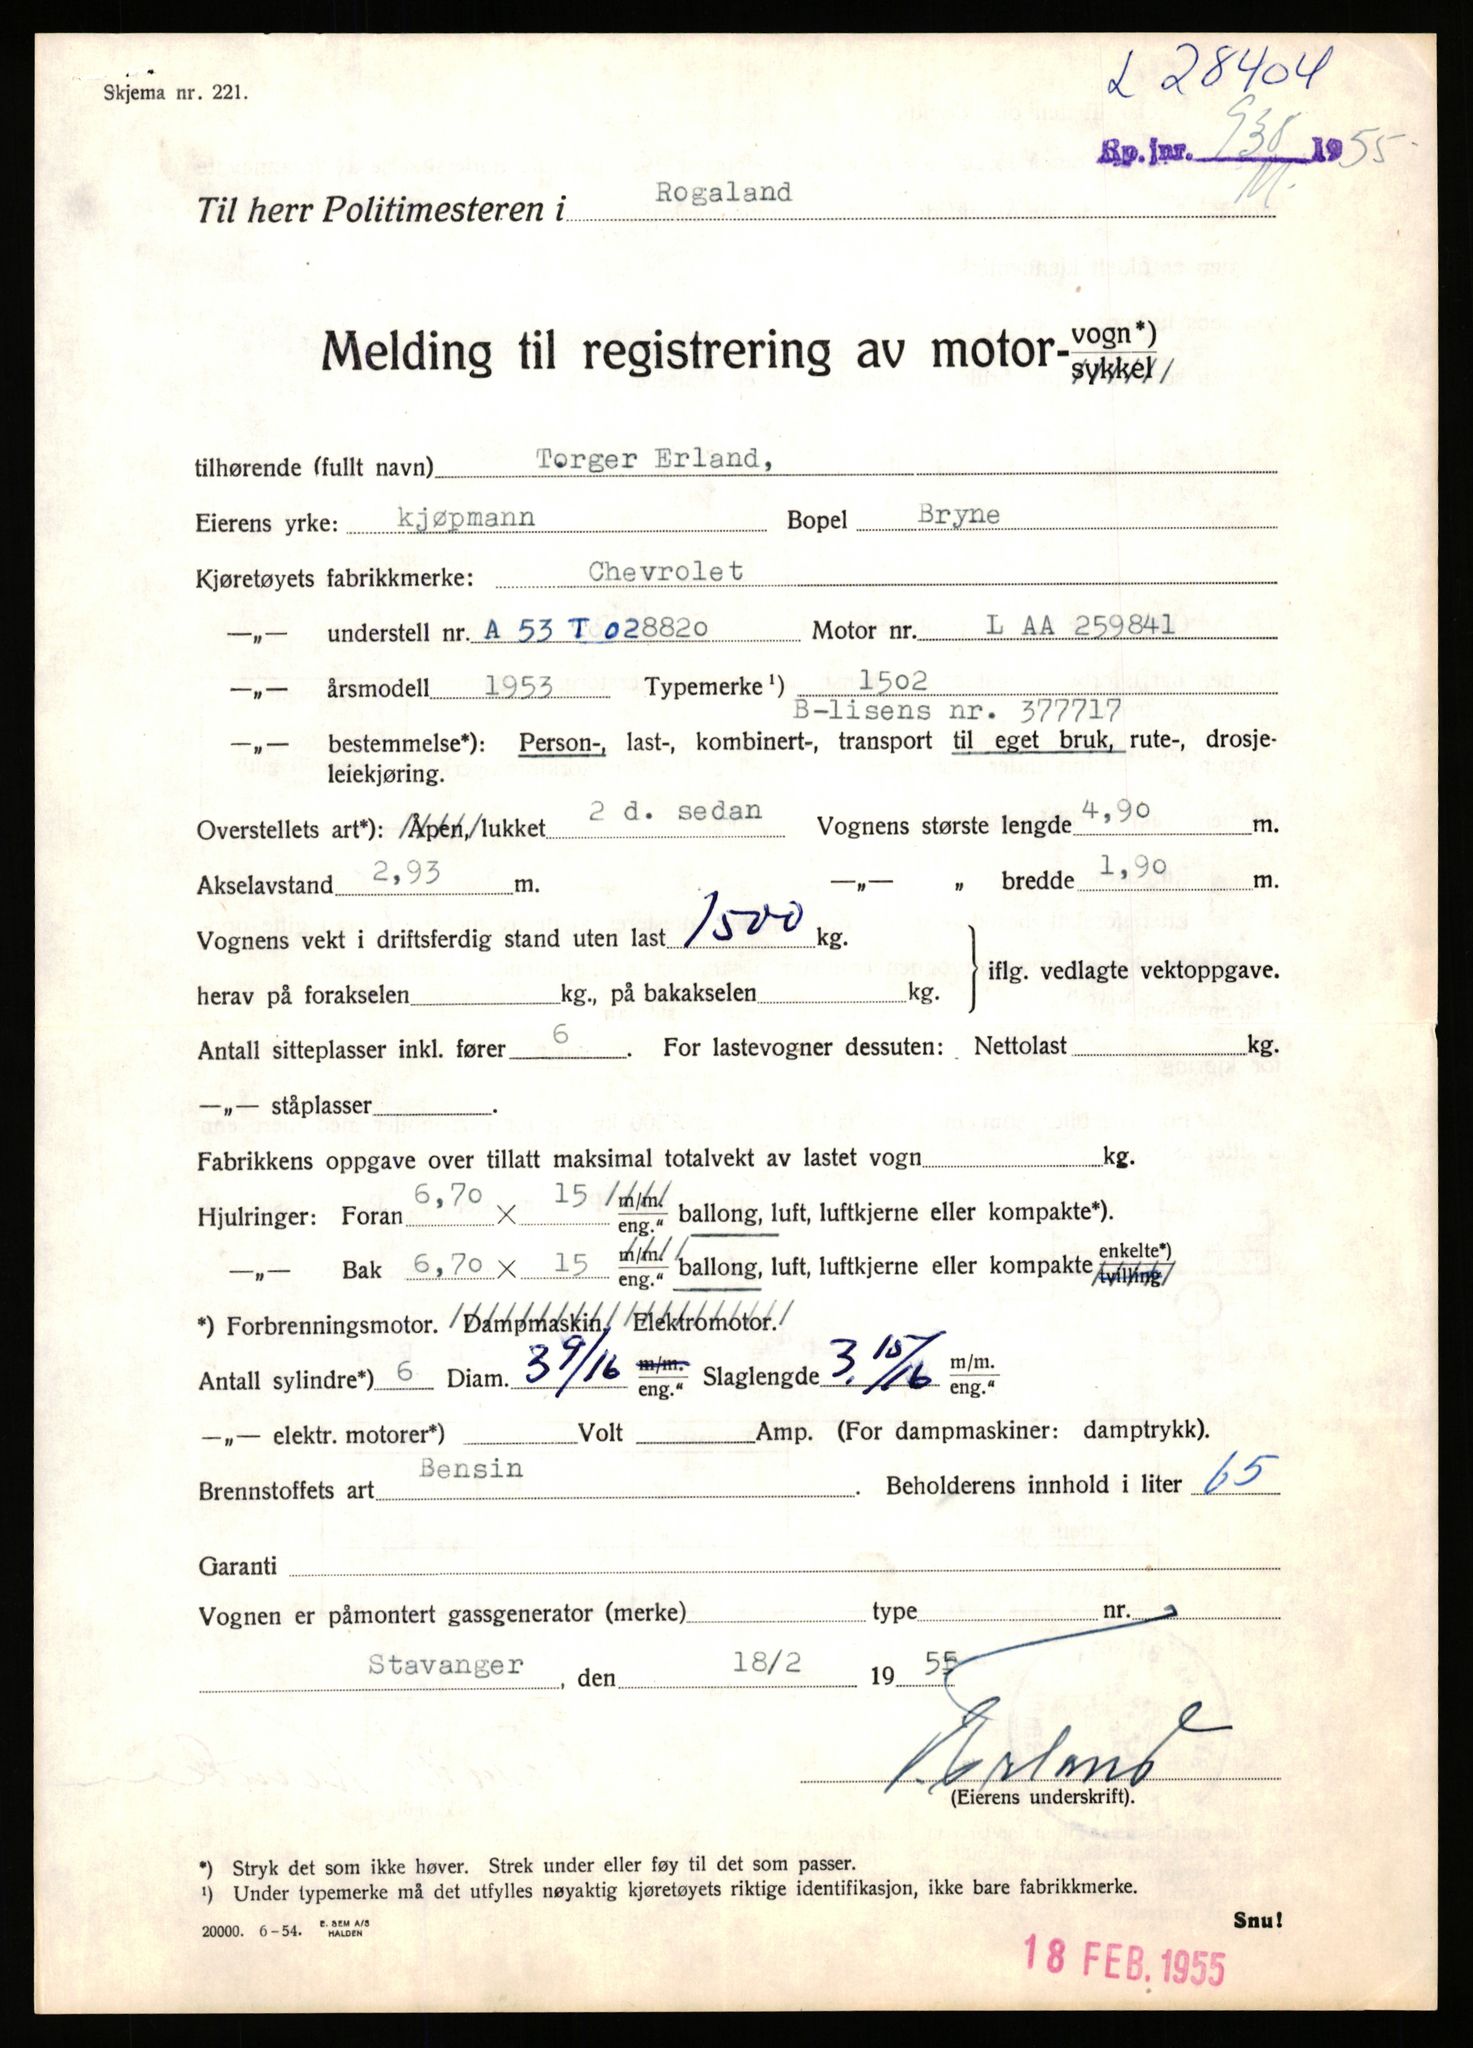 Skjema nr. 221.
L 28404
Rp.jnr. 938 1955
M.
Til herr Politimesteren i Rogaland
Melding til registrering av motor-vogn*)
sykkel
tilhørende (fullt navn) Torger Erland,
Eierens yrke: kjøpmann Bopel Bryne
Kjøretøyets fabrikkmerke: Chevrolet
—„— understell nr. A 53 T 028820 Motor nr. L AA 259841
—„— årsmodell 1953 Typemerke ¹) 1502
B-lisens nr. 377717
—„— bestemmelse*): Person-, last-, kombinert-, transport til eget bruk, rute-, drosje-
leiekjøring.
Overstellets art*): Åpen, lukket 2 d. sedan Vognens største lengde 4,90 m.
Akselavstand 2,93 m. —„— „ bredde 1,90 m.
Vognens vekt i driftsferdig stand uten last 1500 kg.
iflg. vedlagte vektoppgave.
herav på forakselen kg., på bakakselen kg.
Antall sitteplasser inkl. fører 6 . For lastevogner dessuten: Nettolast kg.
—„— ståplasser .
Fabrikkens oppgave over tillatt maksimal totalvekt av lastet vogn kg.
Hjulringer: Foran 6,70 × 15 m/m. eng.“ ballong, luft, luftkjerne eller kompakte*).
—„— Bak 6,70 × 15 m/m. eng.“ ballong, luft, luftkjerne eller kompakte enkelte*) tvilling
*) Forbrenningsmotor. Dampmaskin, Elektromotor.
Antall sylindre*) 6 Diam. 3 9/16 m/m. eng.“ Slaglengde 3. 15/16 m/m. eng.“
—„— elektr. motorer*) Volt Amp. (For dampmaskiner: damptrykk).
Brennstoffets art Bensin . Beholderens innhold i liter 65
Garanti
Vognen er påmontert gassgenerator (merke) type nr.
Stavanger , den 18/2 19 55
Erland
(Eierens underskrift).
*) Stryk det som ikke høver. Strek under eller føy til det som passer.
¹) Under typemerke må det utfylles nøyaktig kjøretøyets riktige identifikasjon, ikke bare fabrikkmerke.
20000. 6-54. E. SEM A/S
HALDEN
Snu!
18 FEB. 1955